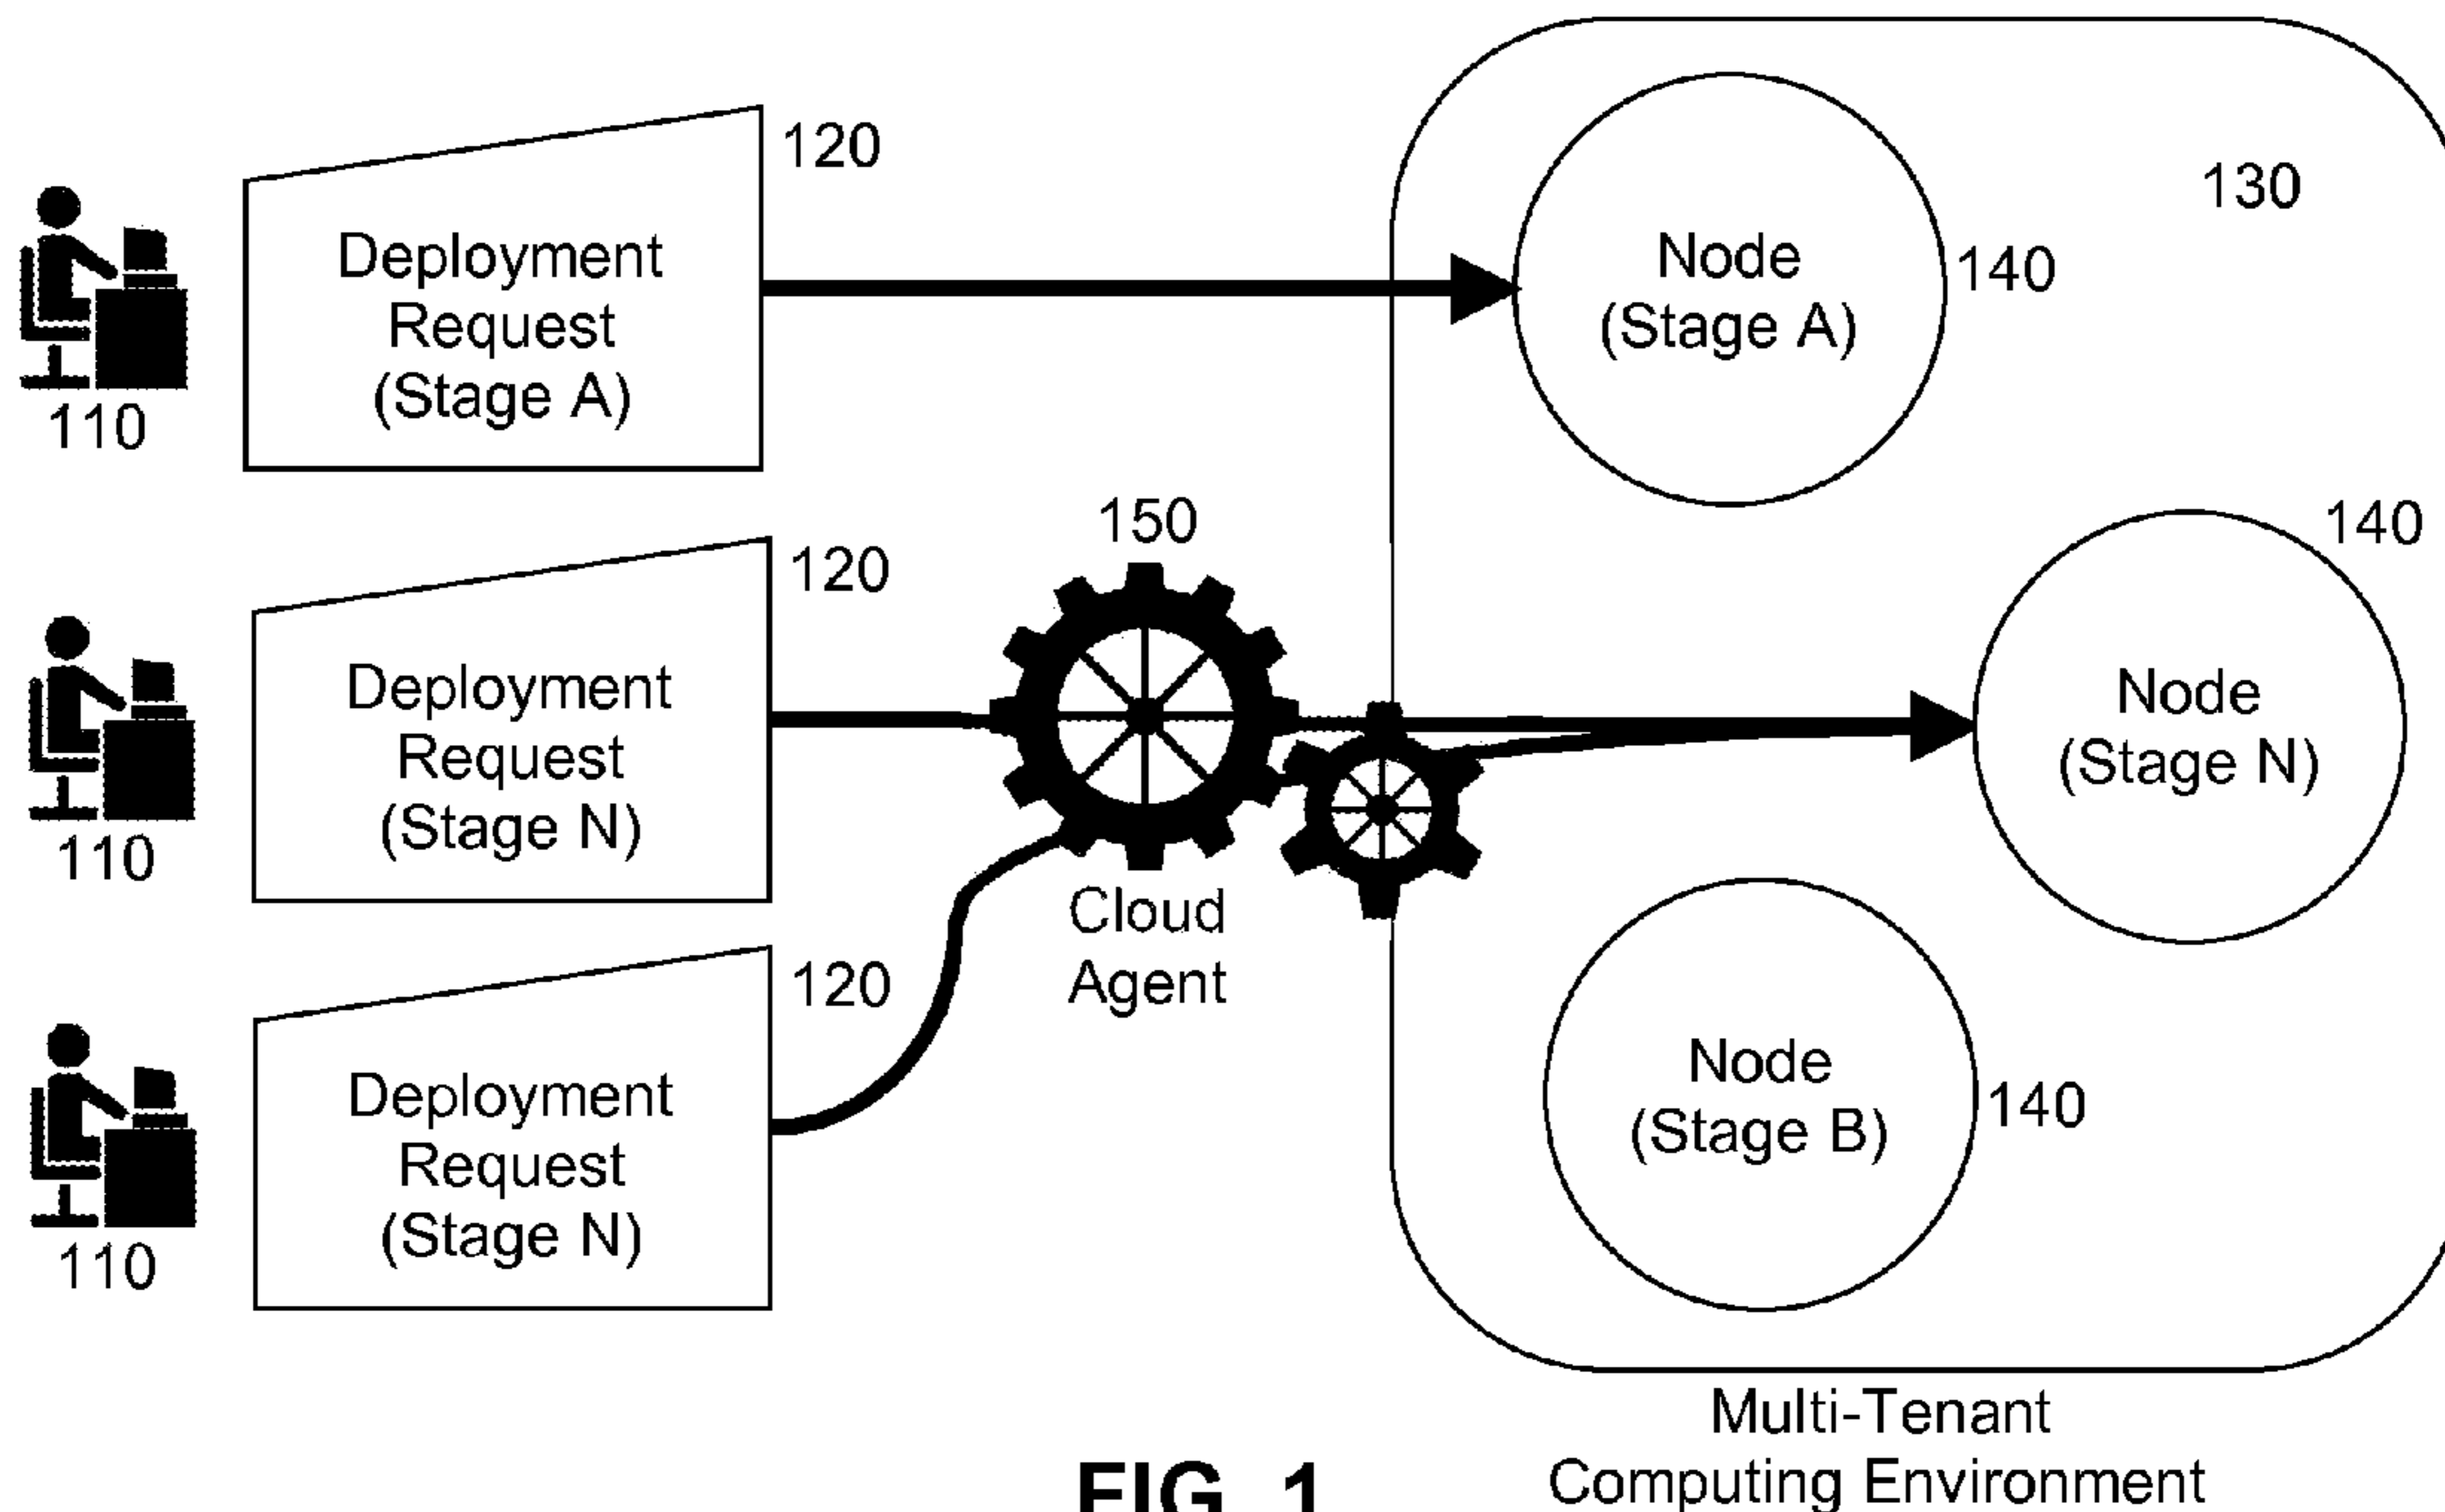 120
Deployment
Request
(Stage A)
110
130
Node
(Stage A)
140
120
Deployment
Request
(Stage N)
110
150
Cloud
Agent
140
Node
(Stage N)
120
Deployment
Request
(Stage N)
110
Node
(Stage B)
140
Multi-Tenant
Computing Environment
FIG. 1